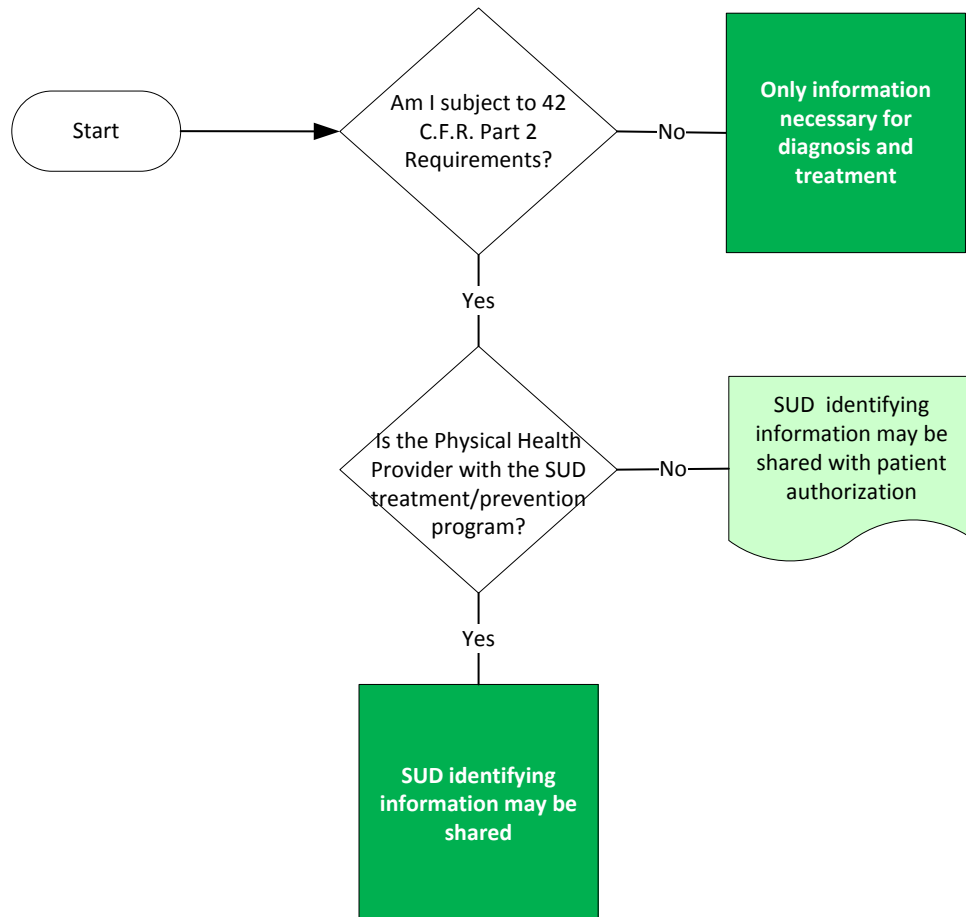 Start
Am I subject to 42
C.F.R. Part 2
Requirements?
No
Only information
necessary for
diagnosis and
treatment
Yes
Is the Physical Health
Provider with the SUD
treatment/prevention
program?
No
SUD  identifying
information may be
shared with patient
authorization
Yes
SUD identifying
information may be
shared